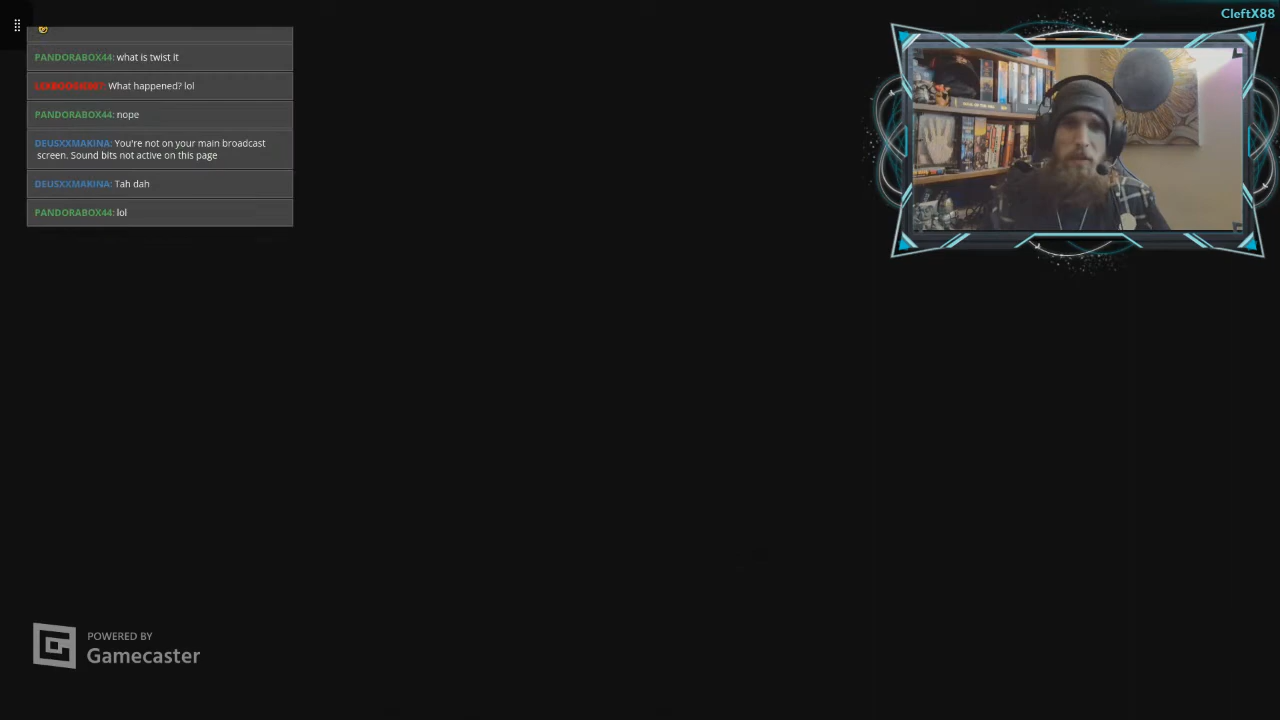 CleftX88
PANDORABOX44: what is twist it
What happened? lol
PANDORABOX44: nope
DEUSXXMAKINA: You're not on your main broadcast
screen. Sound bits not active on this page
DEUSXXMAKINA: Tah dah
PANDORABOX44: lol
POWERED BY
Gamecaster